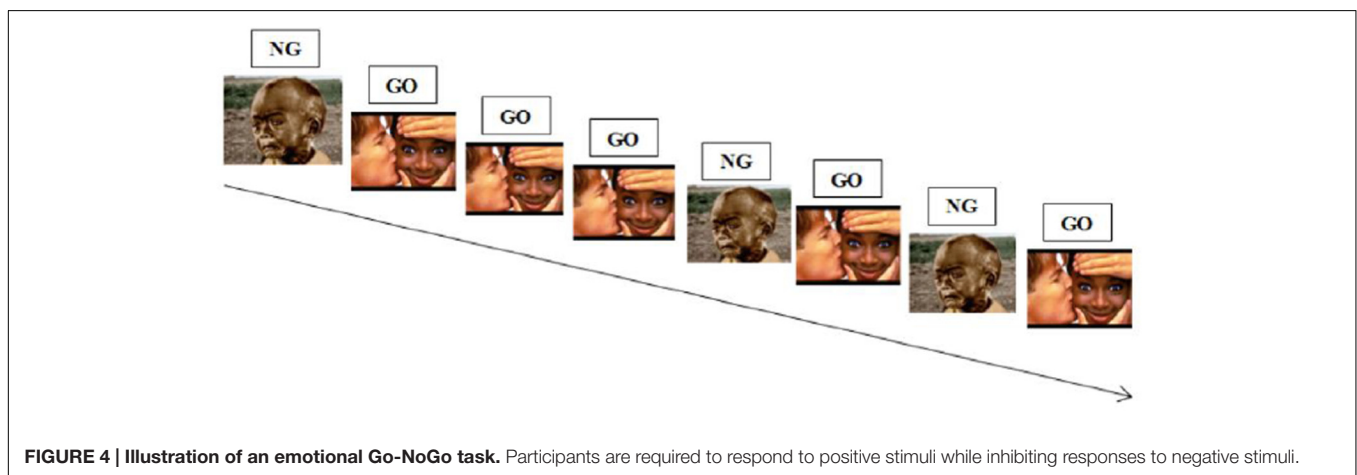 NG
GO
GO
GO
NG
GO
NG
GO
FIGURE 4 | Illustration of an emotional Go-NoGo task. Participants are required to respond to positive stimuli while inhibiting responses to negative stimuli.